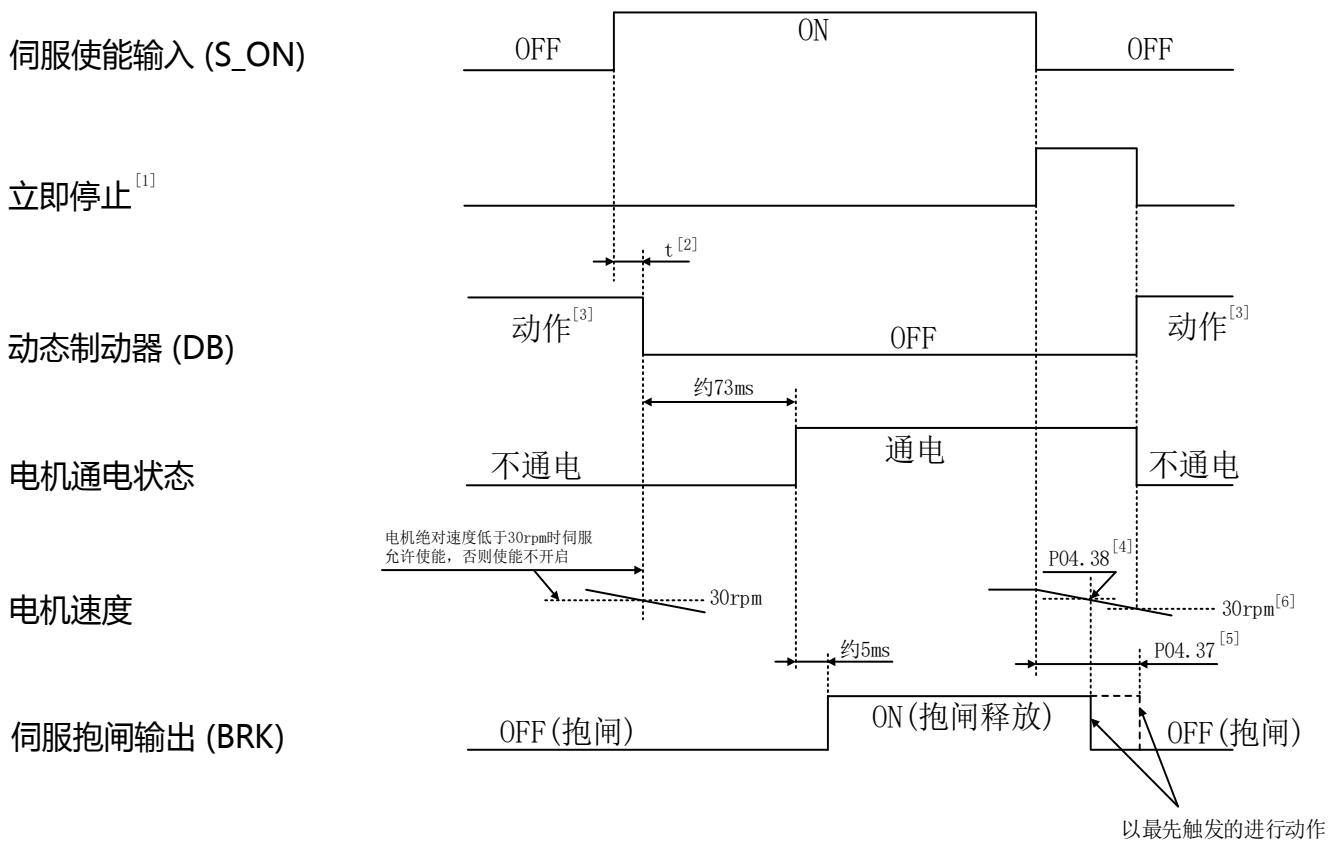 伺服使能输入 (S_ON)
OFF
ON
OFF
立即停止[1]
t[2]
动态制动器 (DB)
动作[3]
OFF
动作[3]
约73ms
电机通电状态
不通电
通电
不通电
电机绝对速度低于30rpm时伺服
允许使能，否则使能不开启
P04.38[4]
电机速度
30rpm
30rpm[6]
约5ms
P04.37[5]
伺服抱闸输出 (BRK)
OFF(抱闸)
ON(抱闸释放)
OFF(抱闸)
以最先触发的进行动作